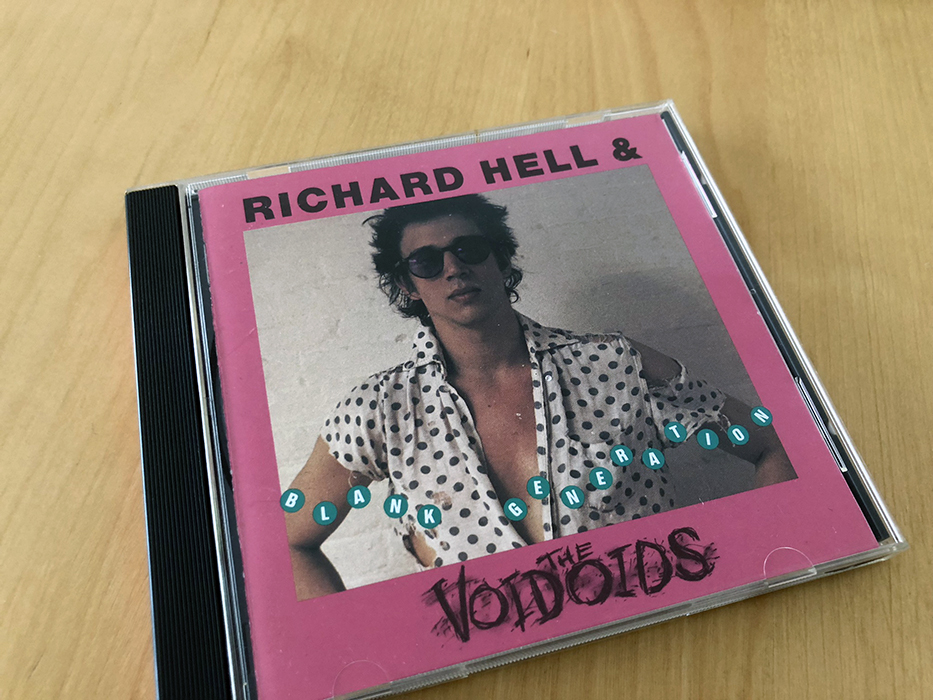 RICHARD HELL &
BLANK GENERATION
THE
VOIDOIDS